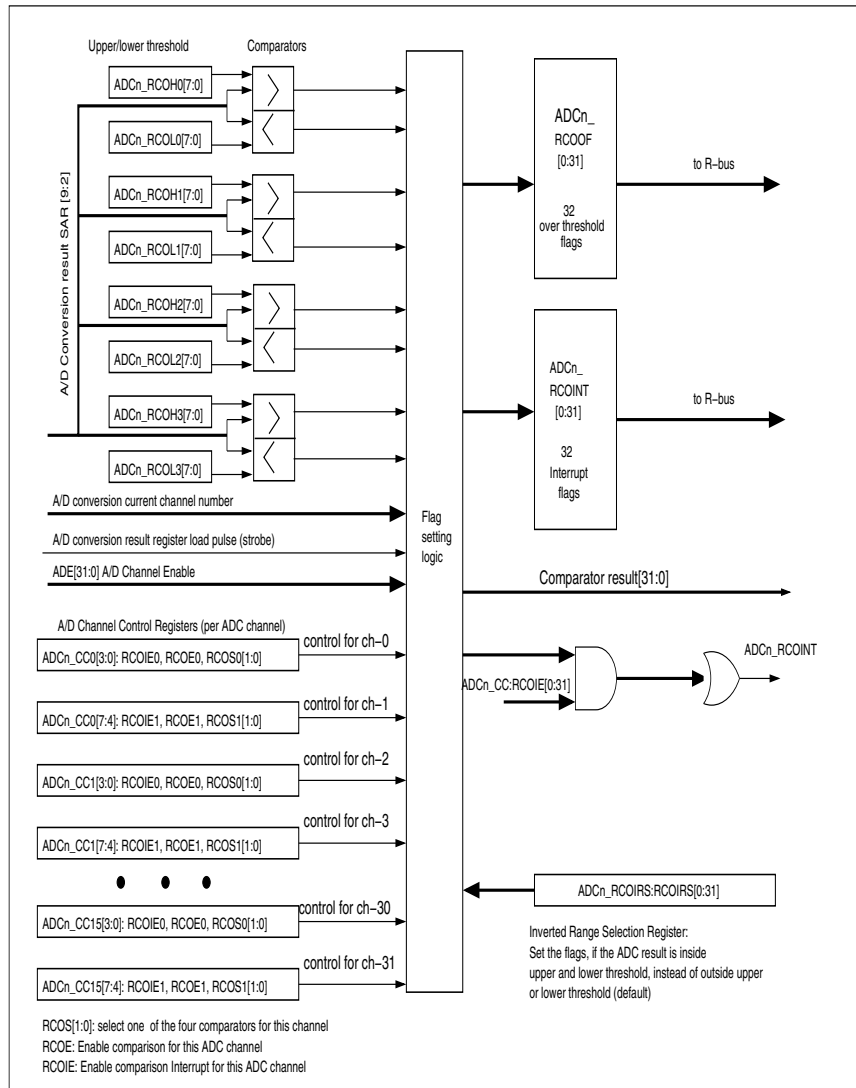 Upper/lower threshold
Comparators
ADCn_RCOH0[7:0]
ADCn_RCOL0[7:0]
ADCn_RCOH1[7:0]
ADCn_RCOL1[7:0]
ADCn_RCOH2[7:0]
ADCn_RCOL2[7:0]
ADCn_RCOH3[7:0]
ADCn_RCOL3[7:0]
A/D Conversion result SAR [9:2]
A/D conversion current channel number
A/D conversion result register load pulse (strobe)
ADE[31:0] A/D Channel Enable
A/D Channel Control Registers (per ADC channel)
ADCn_CC0[3:0]: RCOIE0, RCOE0, RCOS0[1:0]
control for ch−0
ADCn_CC0[7:4]: RCOIE1, RCOE1, RCOS1[1:0]
control for ch−1
ADCn_CC1[3:0]: RCOIE0, RCOE0, RCOS0[1:0]
control for ch−2
ADCn_CC1[7:4]: RCOIE1, RCOE1, RCOS1[1:0]
control for ch−3
ADCn_CC15[3:0]: RCOIE0, RCOE0, RCOS0[1:0]
control for ch−30
ADCn_CC15[7:4]: RCOIE1, RCOE1, RCOS1[1:0]
control for ch−31
RCOS[1:0]: select one of the four comparators for this channel
RCOE: Enable comparison for this ADC channel
RCOIE: Enable comparison Interrupt for this ADC channel
Flag
setting
logic
ADCn_
RCOOF
[0:31]
32
over threshold
flags
to R−bus
ADCn_
RCOINT
[0:31]
32
Interrupt
flags
to R−bus
Comparator result[31:0]
ADCn_CC:RCOIE[0:31]
ADCn_RCOINT
ADCn_RCOIRS:RCOIRS[0:31]
Inverted Range Selection Register:
Set the flags, if the ADC result is inside
upper and lower threshold, instead of outside upper
or lower threshold (default)